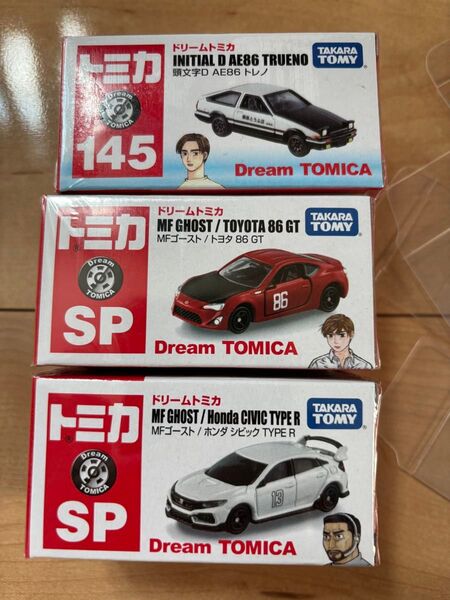 トミカ
Dream
TOMICA
145
ドリームトミカ
INITIAL D AE86 TRUENO
頭文字D AE86 トレノ
TAKARA
TOMY
Dream TOMICA
トミカ
Dream
TOMICA
SP
ドリームトミカ
MF GHOST / TOYOTA 86 GT
MFゴースト / トヨタ 86 GT
TAKARA
TOMY
86
Dream TOMICA
トミカ
Dream
TOMICA
SP
ドリームトミカ
MF GHOST / Honda CIVIC TYPE R
MFゴースト / ホンダ シビック TYPE R
TAKARA
TOMY
13
Dream TOMICA